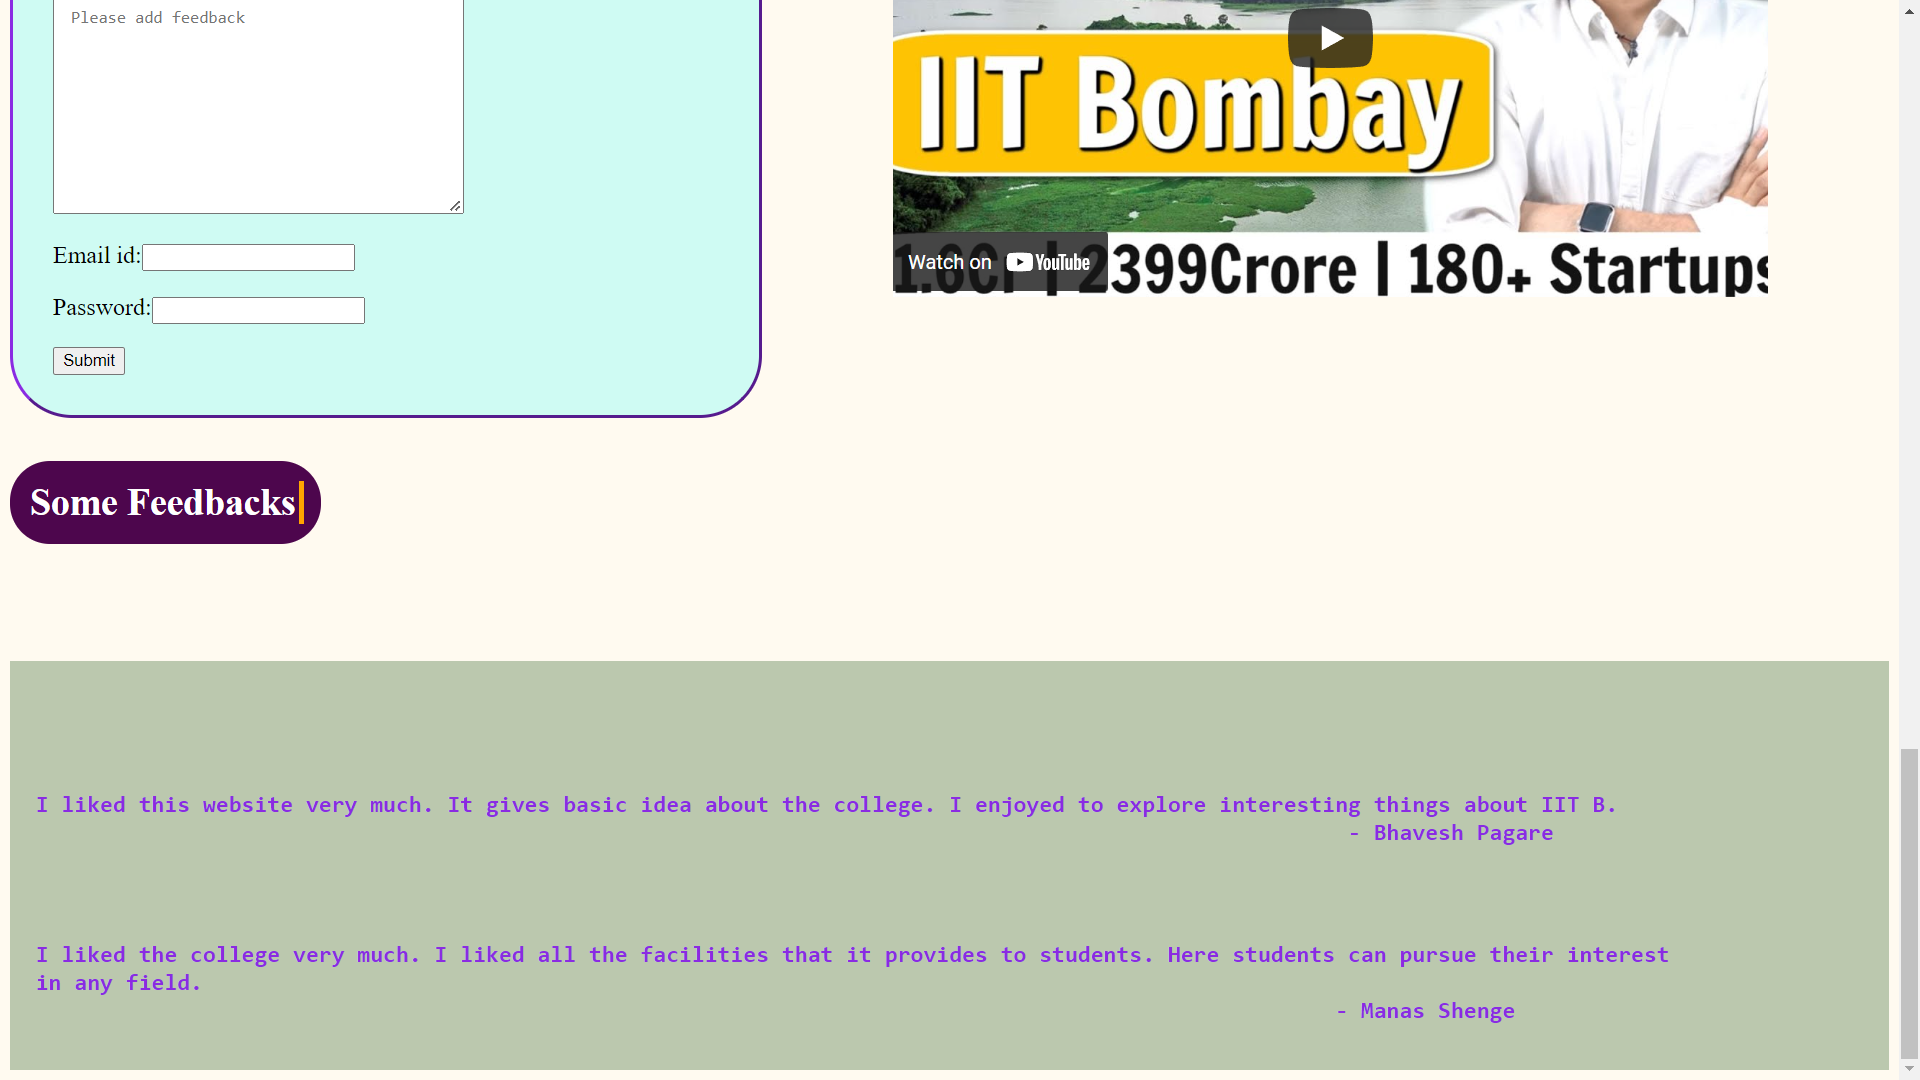 Please add feedback
Email id:
Password:
Submit
IIT Bombay
Watch on YouTube
2399Crore | 180+ Startups
Some Feedbacks
I liked this website very much. It gives basic idea about the college. I enjoyed to explore interesting things about IIT B.
- Bhavesh Pagare
I liked the college very much. I liked all the facilities that it provides to students. Here students can pursue their interest
in any field.
- Manas Shenge